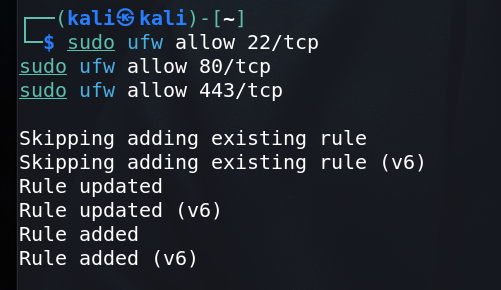 ┌──(kali㉿kali)-[~]
└─$ sudo ufw allow 22/tcp
sudo ufw allow 80/tcp
sudo ufw allow 443/tcp
Skipping adding existing rule
Skipping adding existing rule (v6)
Rule updated
Rule updated (v6)
Rule added
Rule added (v6)